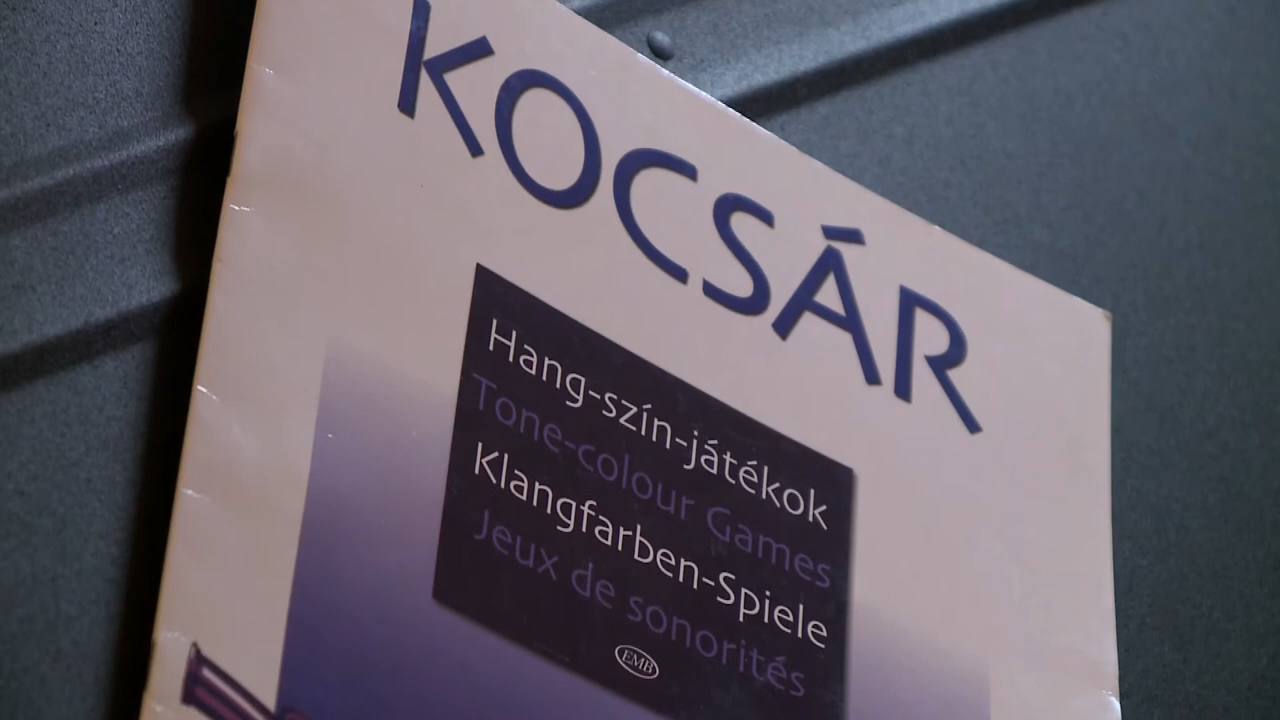 KOCSÁR
Hang-szín-játékok
Tone-colour Games
Klangfarben-Spiele
Jeux de sonorités
EMB